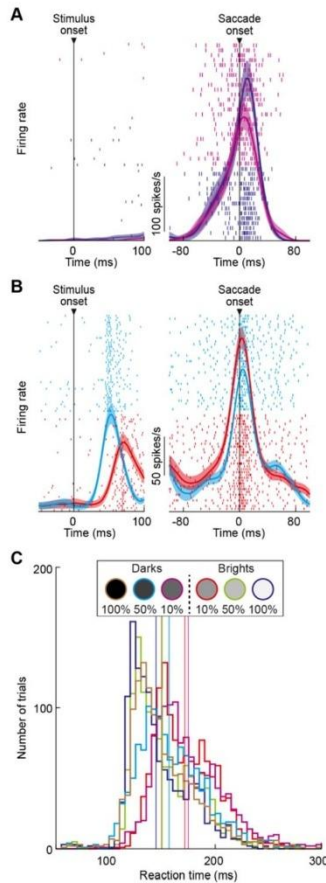 A
Stimulus onset
Saccade onset
Firing rate
100 spikes/s
0 100
-80 0 80
Time (ms) Time (ms)
B
Stimulus onset
Saccade onset
Firing rate
50 spikes/s
0 100
-80 0 80
Time (ms) Time (ms)
C
200
Darks Brights
100% 50% 10% 10% 50% 100%
Number of trials
100
0
100 200 300
Reaction time (ms)